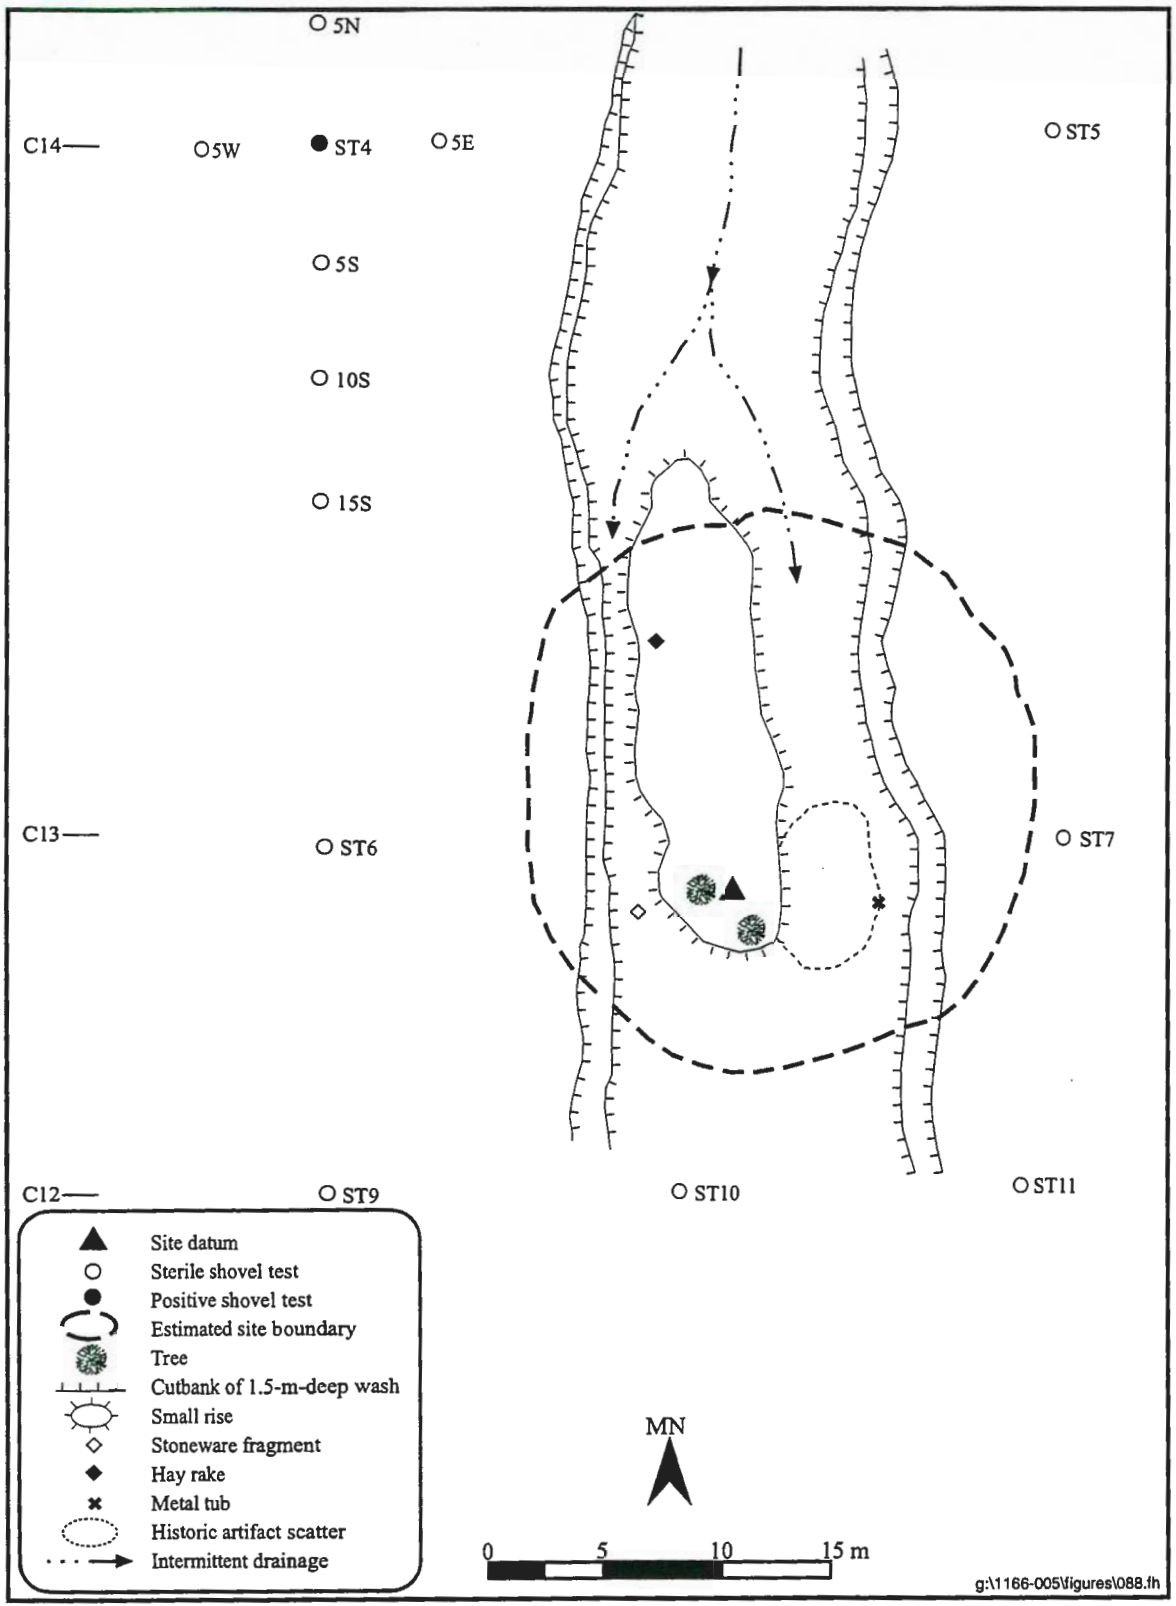 5N
C14
5W
ST4
5E
ST5
5S
10S
15S
C13
ST6
ST7
C12
ST9
ST10
ST11
Site datum
Sterile shovel test
Positive shovel test
Estimated site boundary
Tree
Cutbank of 1.5-m-deep wash
Small rise
Stoneware fragment
Hay rake
Metal tub
Historic artifact scatter
Intermittent drainage
MN
0 5 10 15 m
g:\1166-005\figures\088.fh